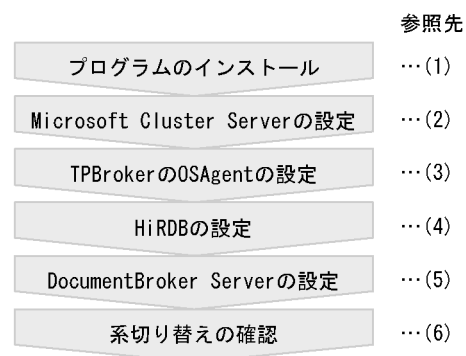 参照先
プログラムのインストール …(1)
Microsoft Cluster Serverの設定 …(2)
TPBrokerのOSAgentの設定 …(3)
HiRDBの設定 …(4)
DocumentBroker Serverの設定 …(5)
系切り替えの確認 …(6)